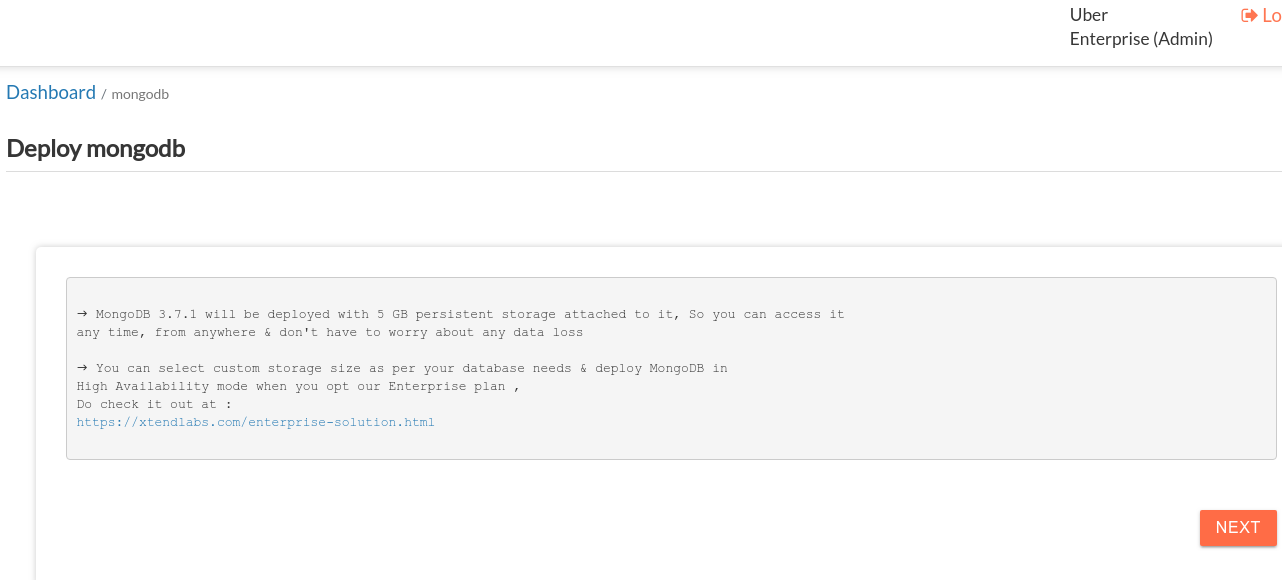 Uber
Enterprise (Admin)
Lo
Dashboard / mongodb
Deploy mongodb
→ MongoDB 3.7.1 will be deployed with 5 GB persistent storage attached to it, So you can access it
any time, from anywhere & don't have to worry about any data loss
→ You can select custom storage size as per your database needs & deploy MongoDB in
High Availability mode when you opt our Enterprise plan ,
Do check it out at :
https://xtendlabs.com/enterprise-solution.html
NEXT